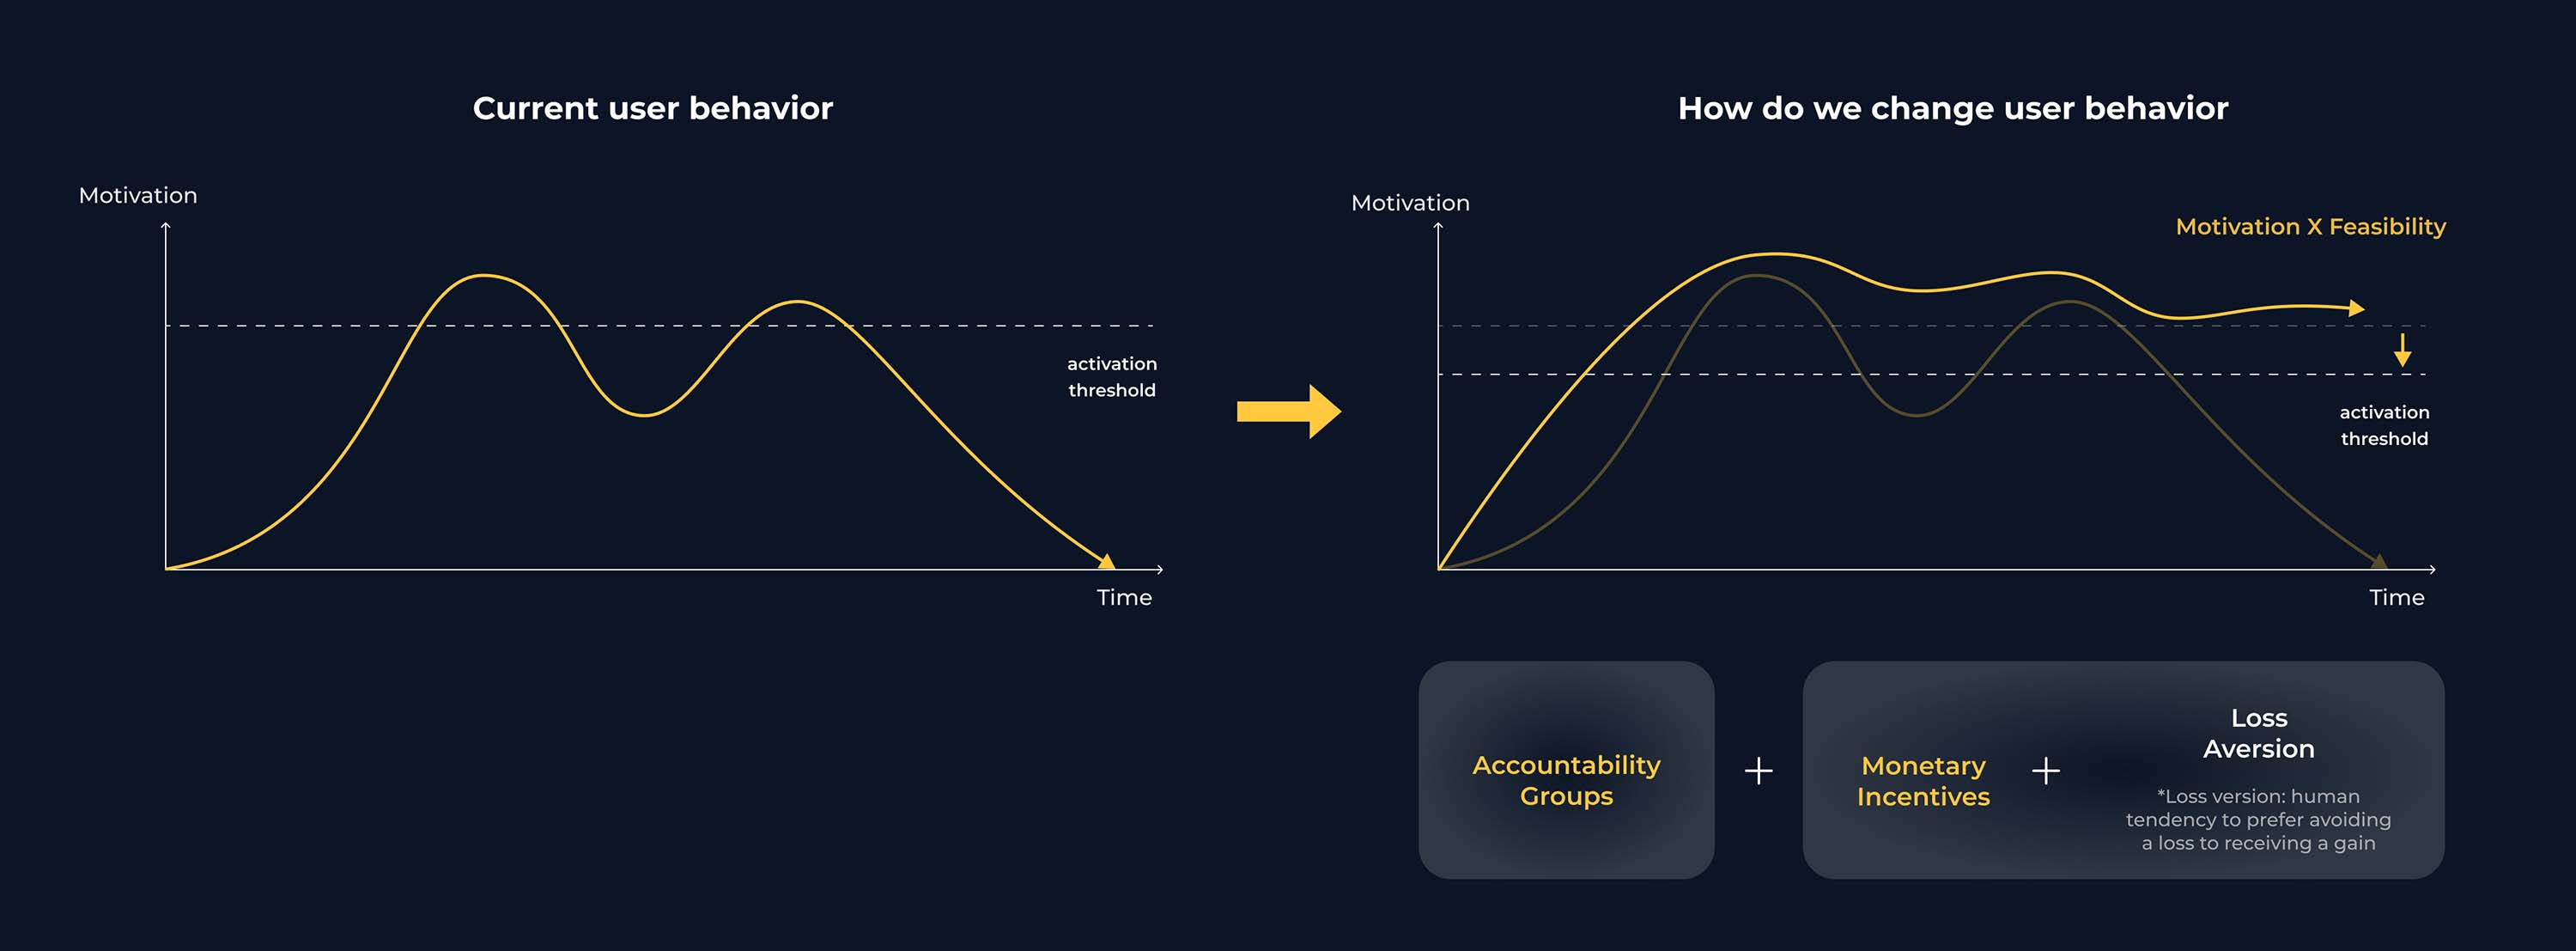 Current user behavior
Motivation
activation
threshold
Time
How do we change user behavior
Motivation
Motivation X Feasibility
activation
threshold
Time
Accountability
Groups
+
Monetary
Incentives
+
Loss
Aversion
*Loss version: human
tendency to prefer avoiding
a loss to receiving a gain